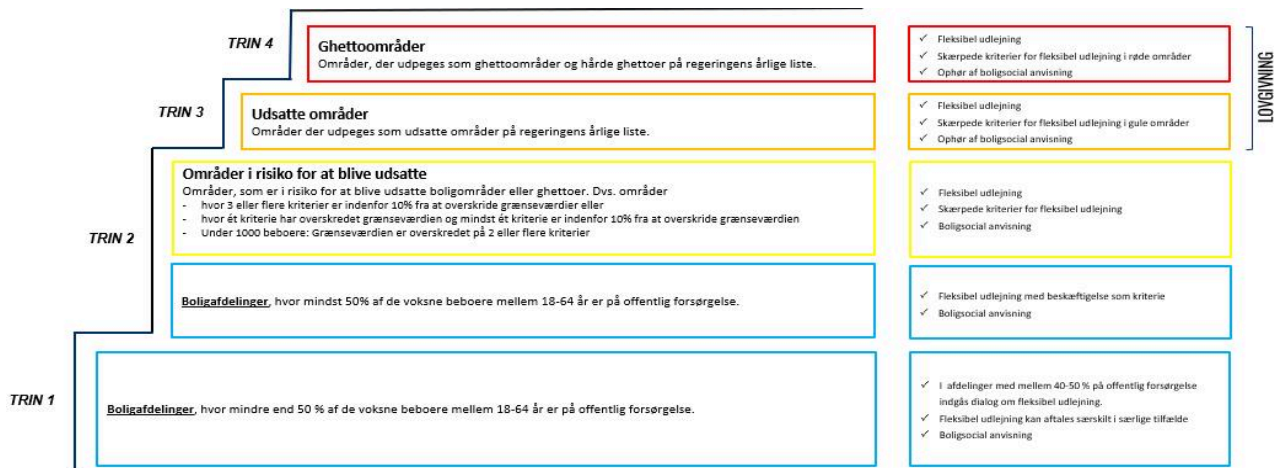 TRIN 4
Ghettoområder
Områder, der udpeges som ghettoområder og hårde ghettoer på regeringens årlige liste.
✓ Fleksibel udlejning
✓ Skærpede kriterier for fleksibel udlejning i røde områder
✓ Ophør af boligsocial anvisning
LOVGIVNING
TRIN 3
Udsatte områder
Områder der udpeges som udsatte områder på regeringens årlige liste.
✓ Fleksibel udlejning
✓ Skærpede kriterier for fleksibel udlejning i gule områder
✓ Ophør af boligsocial anvisning
TRIN 2
Områder i risiko for at blive udsatte
Områder, som er i risiko for at blive udsatte boligområder eller ghettoer. Dvs. områder
- hvor 3 eller flere kriterier er indenfor 10% fra at overskride grænseværdier eller
- hvor ét kriterie har overskredet grænseværdien og mindst ét kriterie er indenfor 10% fra at overskride grænseværdien
- Under 1000 beboere: Grænseværdien er overskredet på 2 eller flere kriterier
✓ Fleksibel udlejning
✓ Skærpede kriterier for fleksibel udlejning
✓ Boligsocial anvisning
Boligafdelinger, hvor mindst 50% af de voksne beboere mellem 18-64 år er på offentlig forsørgelse.
✓ Fleksibel udlejning med beskæftigelse som kriterie
✓ Boligsocial anvisning
TRIN 1
Boligafdelinger, hvor mindre end 50 % af de voksne beboere mellem 18-64 år er på offentlig forsørgelse.
✓ I afdelinger med mellem 40-50 % på offentlig forsørgelse
indgås dialog om fleksibel udlejning.
✓ Fleksibel udlejning kan aftales særskilt i særlige tilfælde
✓ Boligsocial anvisning